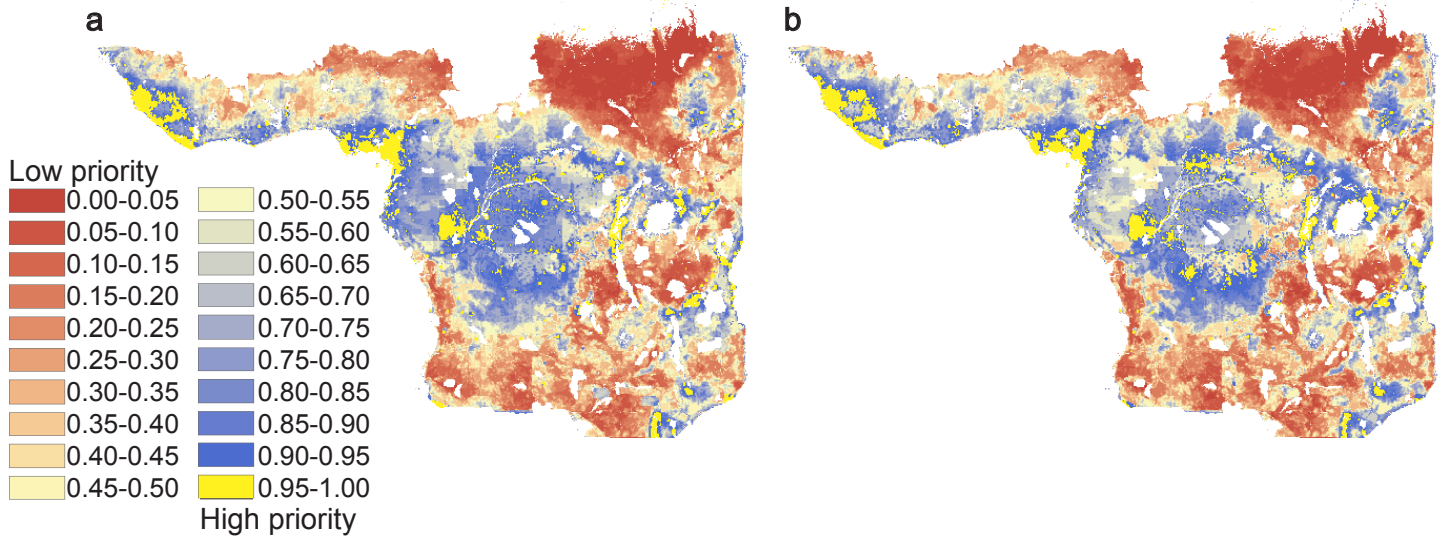 a
b
Low priority
0.00-0.05 0.50-0.55
0.05-0.10 0.55-0.60
0.10-0.15 0.60-0.65
0.15-0.20 0.65-0.70
0.20-0.25 0.70-0.75
0.25-0.30 0.75-0.80
0.30-0.35 0.80-0.85
0.35-0.40 0.85-0.90
0.40-0.45 0.90-0.95
0.45-0.50 0.95-1.00
High priority